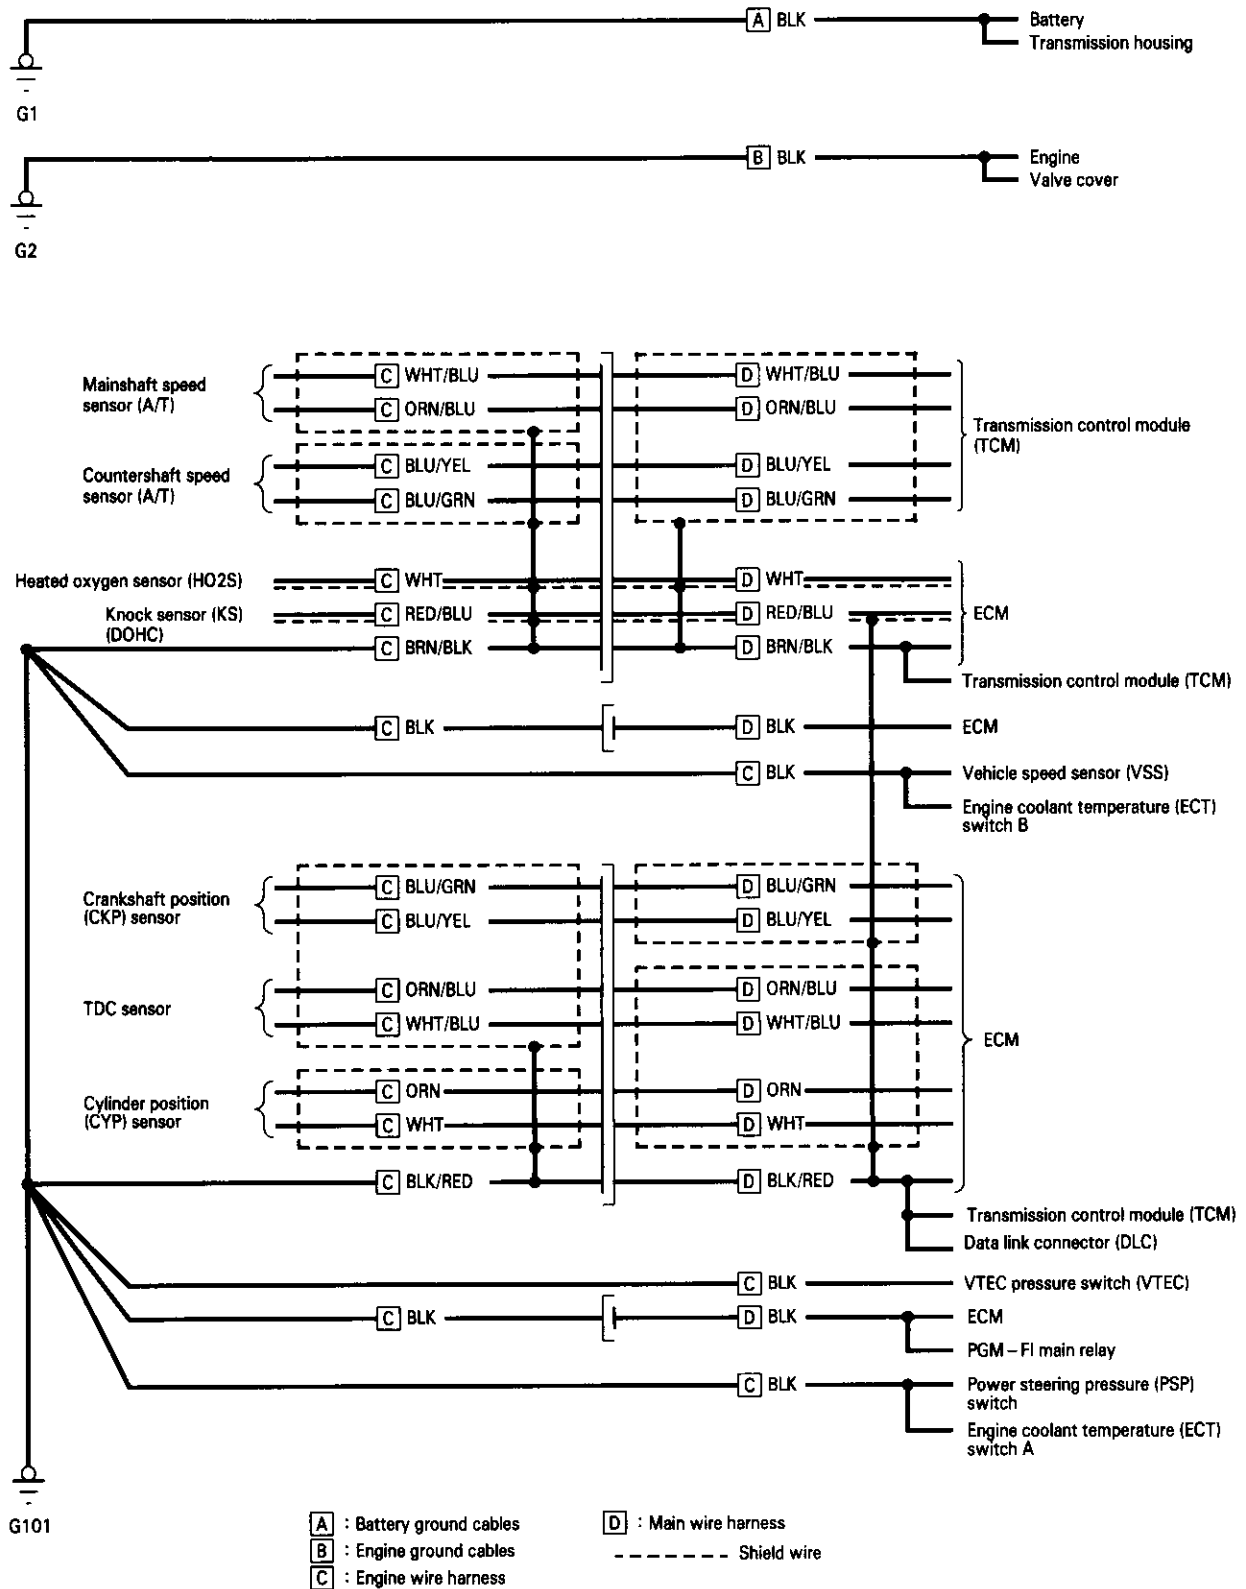 A BLK Battery
Transmission housing
G1
B BLK Engine
Valve cover
G2
Mainshaft speed
sensor (A/T)
C WHT/BLU D WHT/BLU
C ORN/BLU D ORN/BLU
Transmission control module
(TCM)
Countershaft speed
sensor (A/T)
C BLU/YEL D BLU/YEL
C BLU/GRN D BLU/GRN
Heated oxygen sensor (HO2S) C WHT D WHT
Knock sensor (KS)
(DOHC)
C RED/BLU D RED/BLU ECM
C BRN/BLK D BRN/BLK
Transmission control module (TCM)
C BLK D BLK ECM
C BLK Vehicle speed sensor (VSS)
Engine coolant temperature (ECT)
switch B
Crankshaft position
(CKP) sensor
C BLU/GRN D BLU/GRN
C BLU/YEL D BLU/YEL
TDC sensor
C ORN/BLU D ORN/BLU
C WHT/BLU D WHT/BLU
ECM
Cylinder position
(CYP) sensor
C ORN D ORN
C WHT D WHT
C BLK/RED D BLK/RED
Transmission control module (TCM)
Data link connector (DLC)
C BLK VTEC pressure switch (VTEC)
C BLK D BLK ECM
PGM – FI main relay
C BLK Power steering pressure (PSP)
switch
Engine coolant temperature (ECT)
switch A
G101
A : Battery ground cables
B : Engine ground cables
C : Engine wire harness
D : Main wire harness
Shield wire